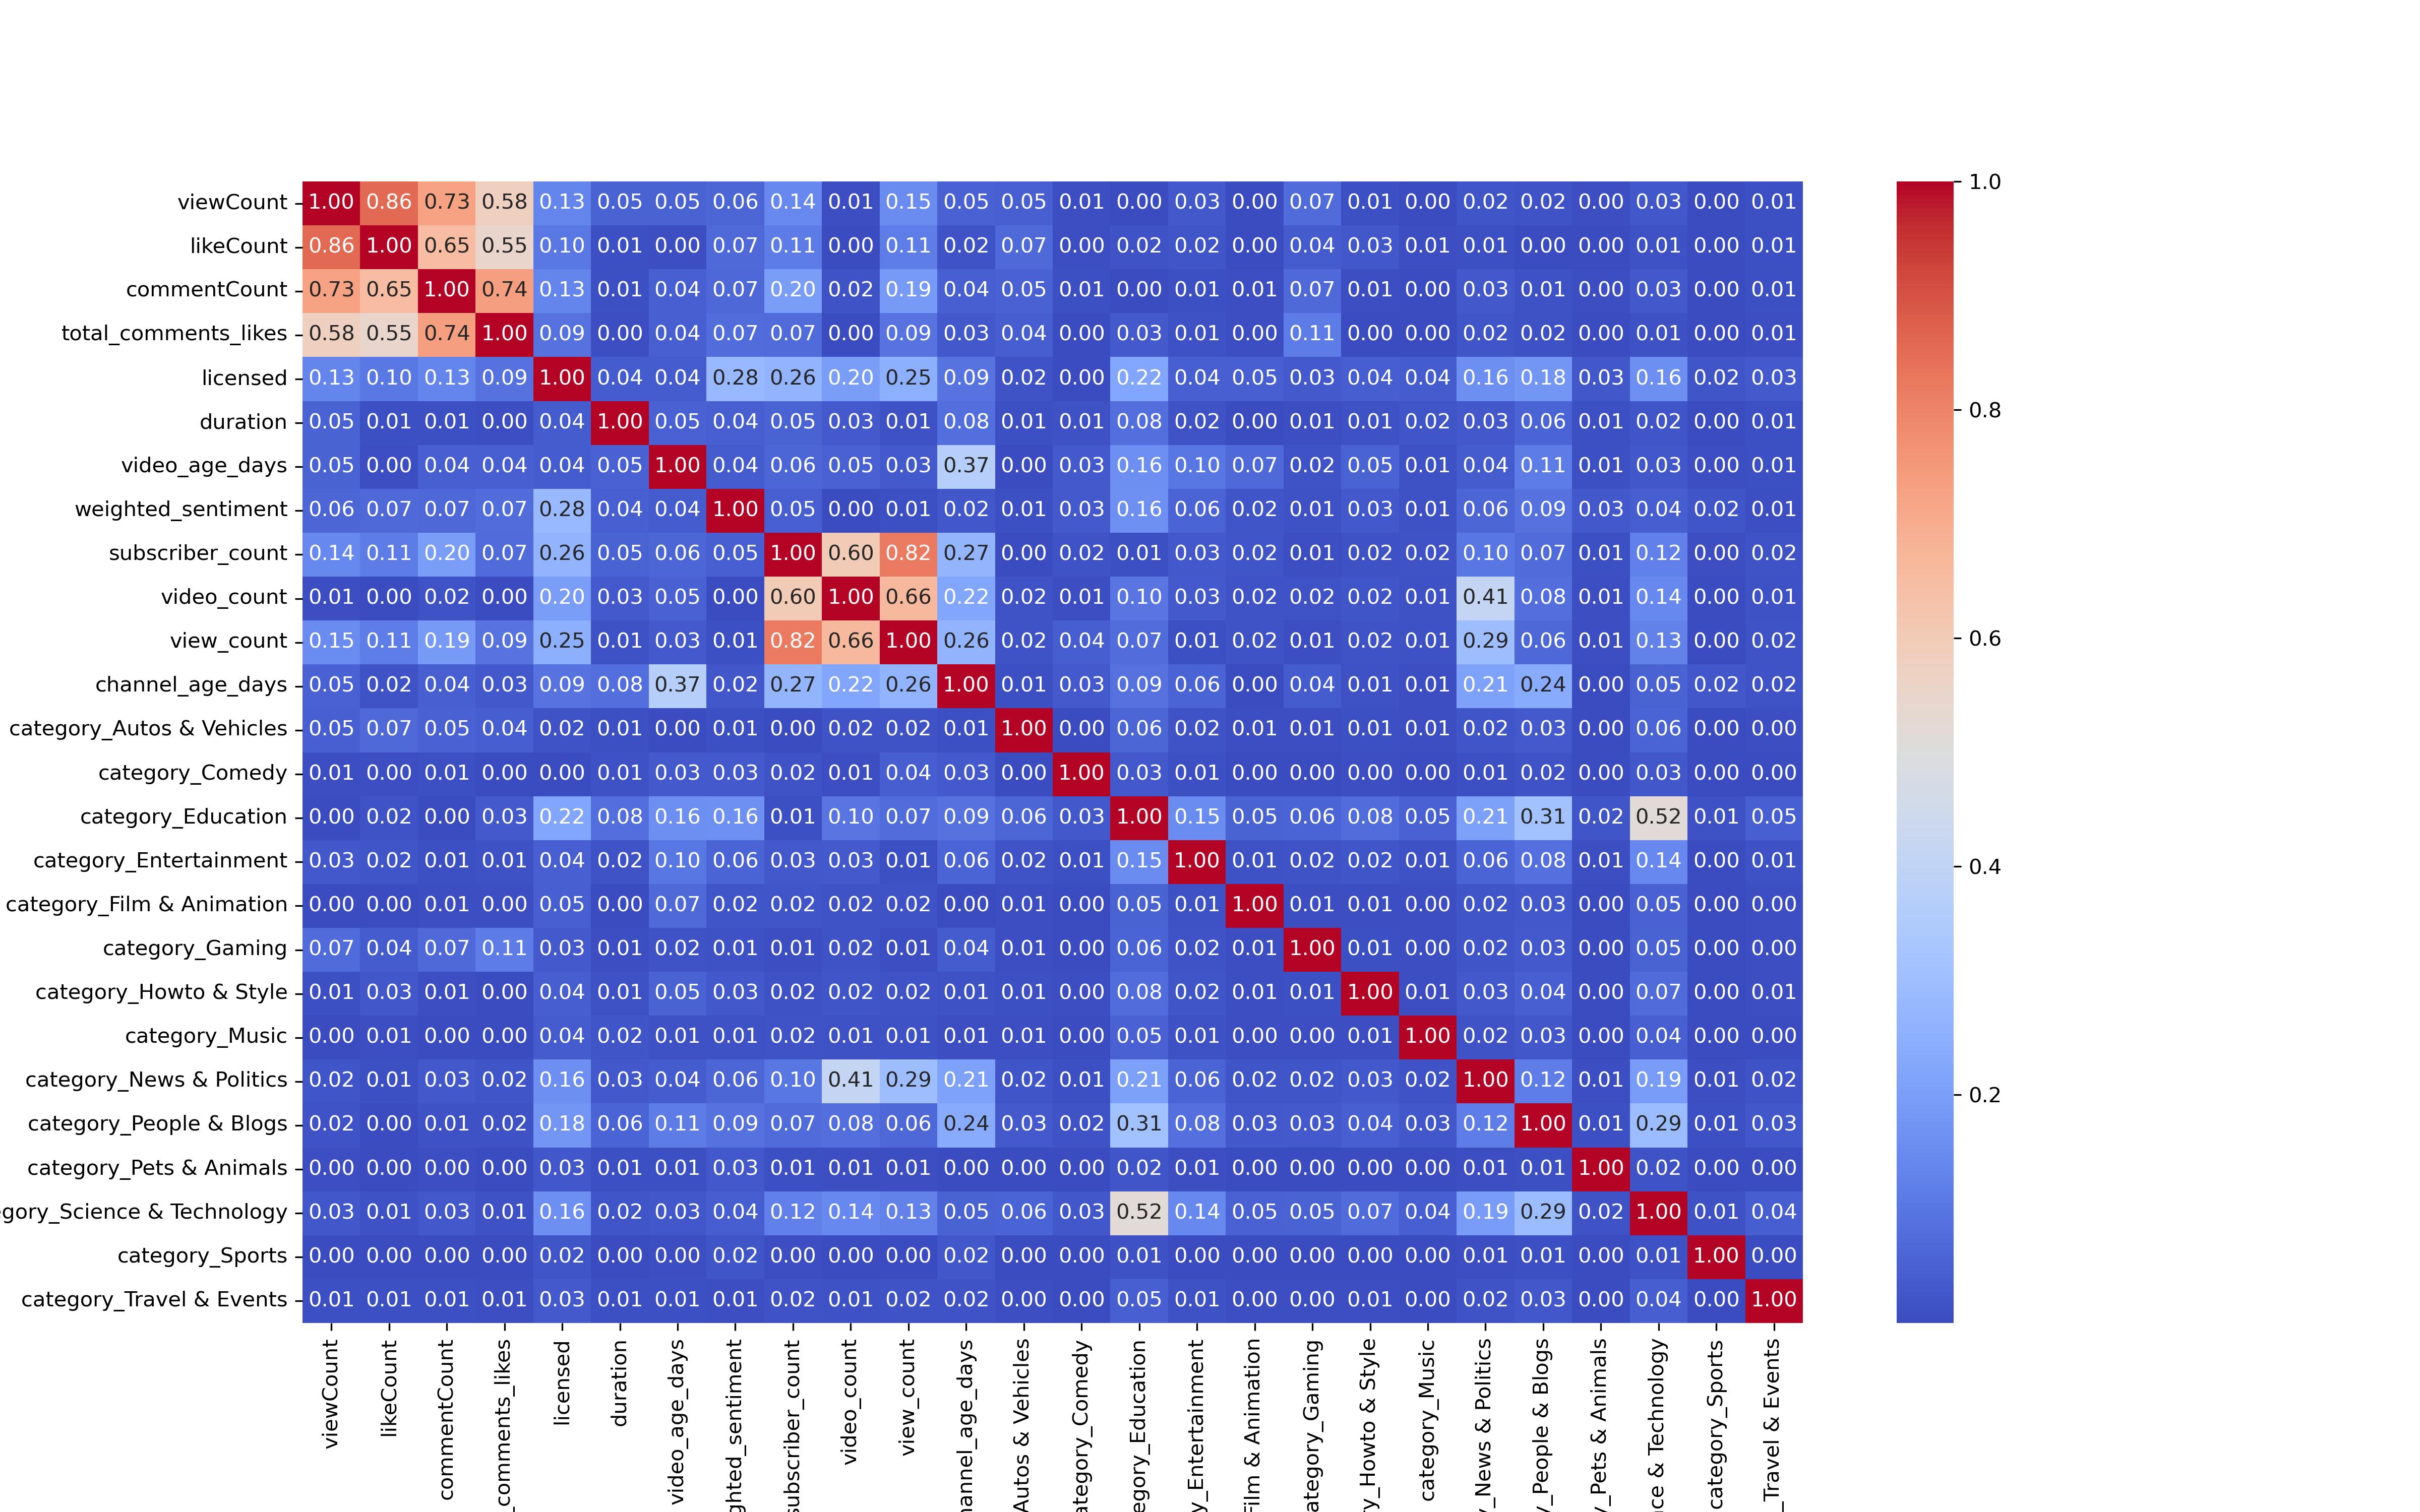 viewCount 1.00 0.86 0.73 0.58 0.13 0.05 0.05 0.06 0.14 0.01 0.15 0.05 0.05 0.01 0.00 0.03 0.00 0.07 0.01 0.00 0.02 0.02 0.00 0.03 0.00 0.01
likeCount 0.86 1.00 0.65 0.55 0.10 0.01 0.00 0.07 0.11 0.00 0.11 0.02 0.07 0.00 0.02 0.02 0.00 0.04 0.03 0.01 0.01 0.00 0.00 0.01 0.00 0.01
commentCount 0.73 0.65 1.00 0.74 0.13 0.01 0.04 0.07 0.20 0.02 0.19 0.04 0.05 0.01 0.00 0.01 0.01 0.07 0.01 0.00 0.03 0.01 0.00 0.03 0.00 0.01
total_comments_likes 0.58 0.55 0.74 1.00 0.09 0.00 0.04 0.07 0.07 0.00 0.09 0.03 0.04 0.00 0.03 0.01 0.00 0.11 0.00 0.00 0.02 0.02 0.00 0.01 0.00 0.01
licensed 0.13 0.10 0.13 0.09 1.00 0.04 0.04 0.28 0.26 0.20 0.25 0.09 0.02 0.00 0.22 0.04 0.05 0.03 0.04 0.04 0.16 0.18 0.03 0.16 0.02 0.03
duration 0.05 0.01 0.01 0.00 0.04 1.00 0.05 0.04 0.05 0.03 0.01 0.08 0.01 0.01 0.08 0.02 0.00 0.01 0.01 0.02 0.03 0.06 0.01 0.02 0.00 0.01
video_age_days 0.05 0.00 0.04 0.04 0.04 0.05 1.00 0.04 0.06 0.05 0.03 0.37 0.00 0.03 0.16 0.10 0.07 0.02 0.05 0.01 0.04 0.11 0.01 0.03 0.00 0.01
weighted_sentiment 0.06 0.07 0.07 0.07 0.28 0.04 0.04 1.00 0.05 0.00 0.01 0.02 0.01 0.03 0.16 0.06 0.02 0.01 0.03 0.01 0.06 0.09 0.03 0.04 0.02 0.01
subscriber_count 0.14 0.11 0.20 0.07 0.26 0.05 0.06 0.05 1.00 0.60 0.82 0.27 0.00 0.02 0.01 0.03 0.02 0.01 0.02 0.02 0.10 0.07 0.01 0.12 0.00 0.02
video_count 0.01 0.00 0.02 0.00 0.20 0.03 0.05 0.00 0.60 1.00 0.66 0.22 0.02 0.01 0.10 0.03 0.02 0.02 0.02 0.01 0.41 0.08 0.01 0.14 0.00 0.01
view_count 0.15 0.11 0.19 0.09 0.25 0.01 0.03 0.01 0.82 0.66 1.00 0.26 0.02 0.04 0.07 0.01 0.02 0.01 0.02 0.01 0.29 0.06 0.01 0.13 0.00 0.02
channel_age_days 0.05 0.02 0.04 0.03 0.09 0.08 0.37 0.02 0.27 0.22 0.26 1.00 0.01 0.03 0.09 0.06 0.00 0.04 0.01 0.01 0.21 0.24 0.00 0.05 0.02 0.02
category_Autos & Vehicles 0.05 0.07 0.05 0.04 0.02 0.01 0.00 0.01 0.00 0.02 0.02 0.01 1.00 0.00 0.06 0.02 0.01 0.01 0.01 0.01 0.02 0.03 0.00 0.06 0.00 0.00
category_Comedy 0.01 0.00 0.01 0.00 0.00 0.01 0.03 0.03 0.02 0.01 0.04 0.03 0.00 1.00 0.03 0.01 0.00 0.00 0.00 0.00 0.01 0.02 0.00 0.03 0.00 0.00
category_Education 0.00 0.02 0.00 0.03 0.22 0.08 0.16 0.16 0.01 0.10 0.07 0.09 0.06 0.03 1.00 0.15 0.05 0.06 0.08 0.05 0.21 0.31 0.02 0.52 0.01 0.05
category_Entertainment 0.03 0.02 0.01 0.01 0.04 0.02 0.10 0.06 0.03 0.03 0.01 0.06 0.02 0.01 0.15 1.00 0.01 0.02 0.02 0.01 0.06 0.08 0.01 0.14 0.00 0.01
category_Film & Animation 0.00 0.00 0.01 0.00 0.05 0.00 0.07 0.02 0.02 0.02 0.02 0.00 0.01 0.00 0.05 0.01 1.00 0.01 0.01 0.00 0.02 0.03 0.00 0.05 0.00 0.00
category_Gaming 0.07 0.04 0.07 0.11 0.03 0.01 0.02 0.01 0.01 0.02 0.01 0.04 0.01 0.00 0.06 0.02 0.01 1.00 0.01 0.00 0.02 0.03 0.00 0.05 0.00 0.00
category_Howto & Style 0.01 0.03 0.01 0.00 0.04 0.01 0.05 0.03 0.02 0.02 0.02 0.01 0.01 0.00 0.08 0.02 0.01 0.01 1.00 0.01 0.03 0.04 0.00 0.07 0.00 0.01
category_Music 0.00 0.01 0.00 0.00 0.04 0.02 0.01 0.01 0.02 0.01 0.01 0.01 0.01 0.00 0.05 0.01 0.00 0.00 0.01 1.00 0.02 0.03 0.00 0.04 0.00 0.00
category_News & Politics 0.02 0.01 0.03 0.02 0.16 0.03 0.04 0.06 0.10 0.41 0.29 0.21 0.02 0.01 0.21 0.06 0.02 0.02 0.03 0.02 1.00 0.12 0.01 0.19 0.01 0.02
category_People & Blogs 0.02 0.00 0.01 0.02 0.18 0.06 0.11 0.09 0.07 0.08 0.06 0.24 0.03 0.02 0.31 0.08 0.03 0.03 0.04 0.03 0.12 1.00 0.01 0.29 0.01 0.03
category_Pets & Animals 0.00 0.00 0.00 0.00 0.03 0.01 0.01 0.03 0.01 0.01 0.01 0.00 0.00 0.00 0.02 0.01 0.00 0.00 0.00 0.00 0.01 0.01 1.00 0.02 0.00 0.00
gory_Science & Technology 0.03 0.01 0.03 0.01 0.16 0.02 0.03 0.04 0.12 0.14 0.13 0.05 0.06 0.03 0.52 0.14 0.05 0.05 0.07 0.04 0.19 0.29 0.02 1.00 0.01 0.04
category_Sports 0.00 0.00 0.00 0.00 0.02 0.00 0.00 0.02 0.00 0.00 0.00 0.02 0.00 0.00 0.01 0.00 0.00 0.00 0.00 0.00 0.01 0.01 0.00 0.01 1.00 0.00
category_Travel & Events 0.01 0.01 0.01 0.01 0.03 0.01 0.01 0.01 0.02 0.01 0.02 0.02 0.00 0.00 0.05 0.01 0.00 0.00 0.01 0.00 0.02 0.03 0.00 0.04 0.00 1.00
viewCount
likeCount
commentCount
_comments_likes
licensed
duration
video_age_days
ghted_sentiment
subscriber_count
video_count
view_count
hannel_age_days
Autos & Vehicles
ategory_Comedy
egory_Education
y_Entertainment
Film & Animation
ategory_Gaming
ry_Howto & Style
category_Music
y_News & Politics
_People & Blogs
y_Pets & Animals
ce & Technology
category_Sports
_Travel & Events
1.0
0.8
0.6
0.4
0.2